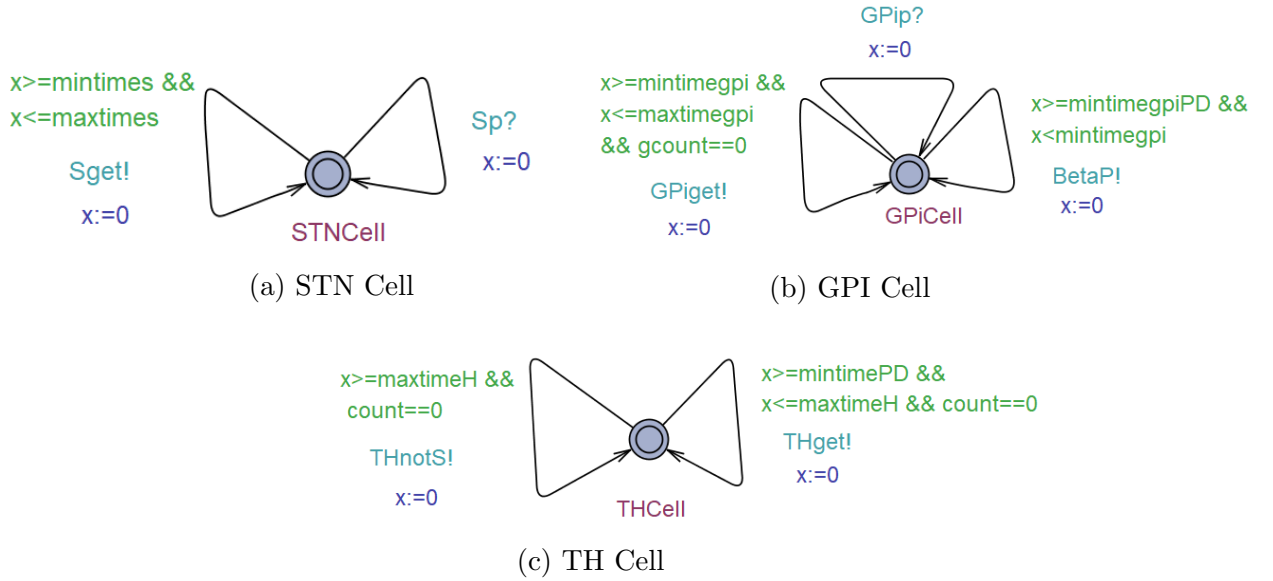 x>=mintimes &&
x<=maxtimes
Sget!
x:=0
Sp?
x:=0
STNCell
(a) STN Cell
GPip?
x:=0
x>=mintimegpi &&
x<=maxtimegpi
&& gcount==0
GPiget!
x:=0
x>=mintimegpiPD &&
x<mintimegpi
BetaP!
x:=0
GPiCell
(b) GPI Cell
x>=maxtimeH &&
count==0
THnotS!
x:=0
x>=mintimePD &&
x<=maxtimeH && count==0
THget!
x:=0
THCell
(c) TH Cell